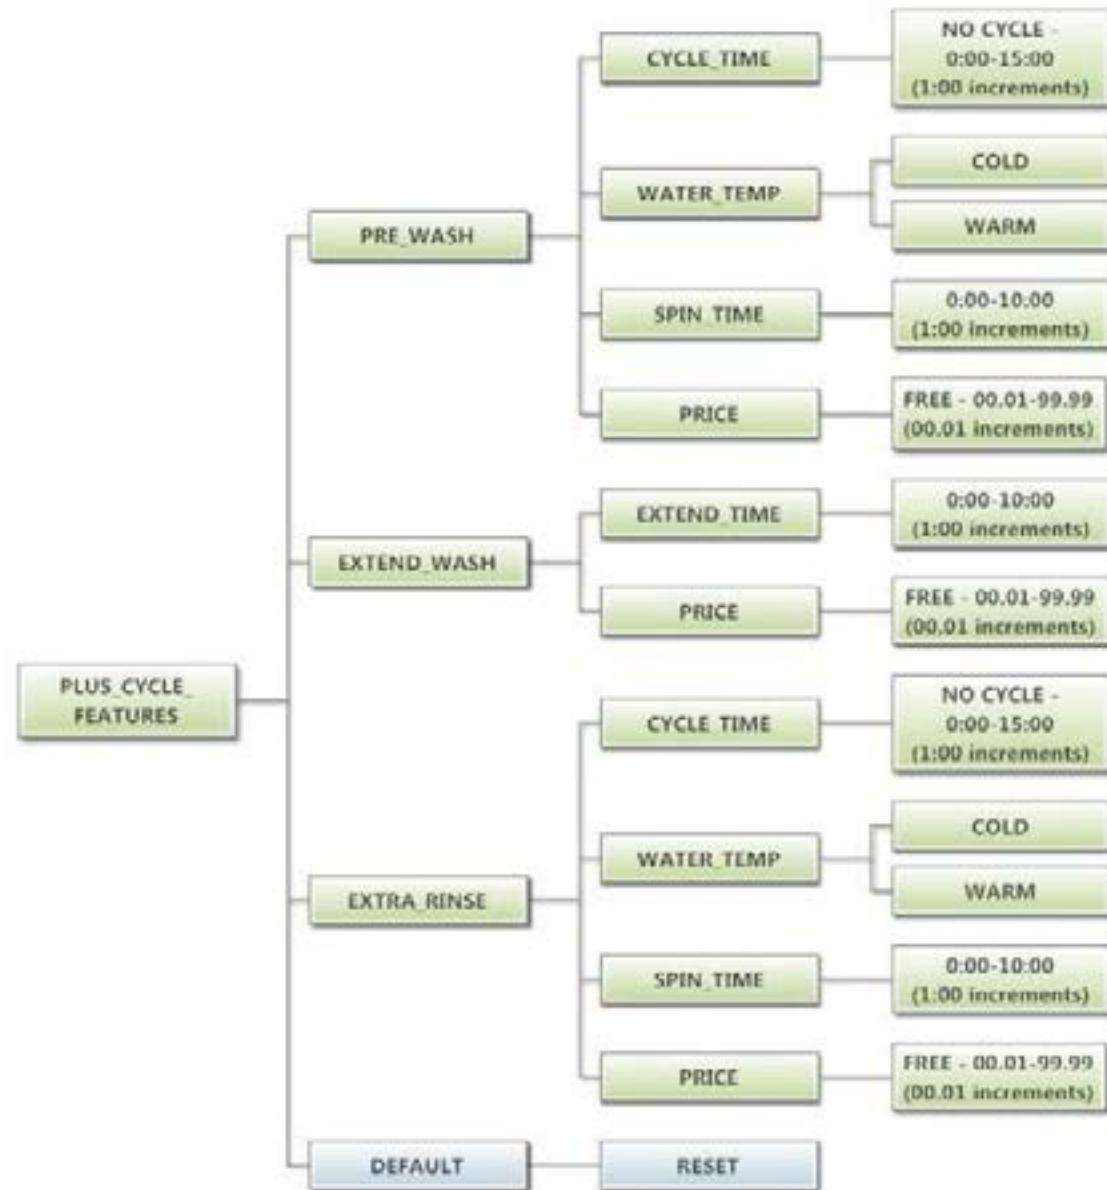 NO CYCLE -
0:00-15:00
(1:00 increments)
CYCLE_TIME
COLD
WATER_TEMP
WARM
PRE_WASH
0:00-10:00
(1:00 increments)
SPIN_TIME
FREE - 00.01-99.99
(00.01 increments)
PRICE
0:00-10:00
(1:00 increments)
EXTEND_TIME
EXTEND_WASH
FREE - 00.01-99.99
(00.01 increments)
PRICE
PLUS_CYCLE_
FEATURES
NO CYCLE -
0:00-15:00
(1:00 increments)
CYCLE_TIME
COLD
WATER_TEMP
WARM
EXTRA_RINSE
0:00-10:00
(1:00 increments)
SPIN_TIME
FREE - 00.01-99.99
(00.01 increments)
PRICE
DEFAULT
RESET